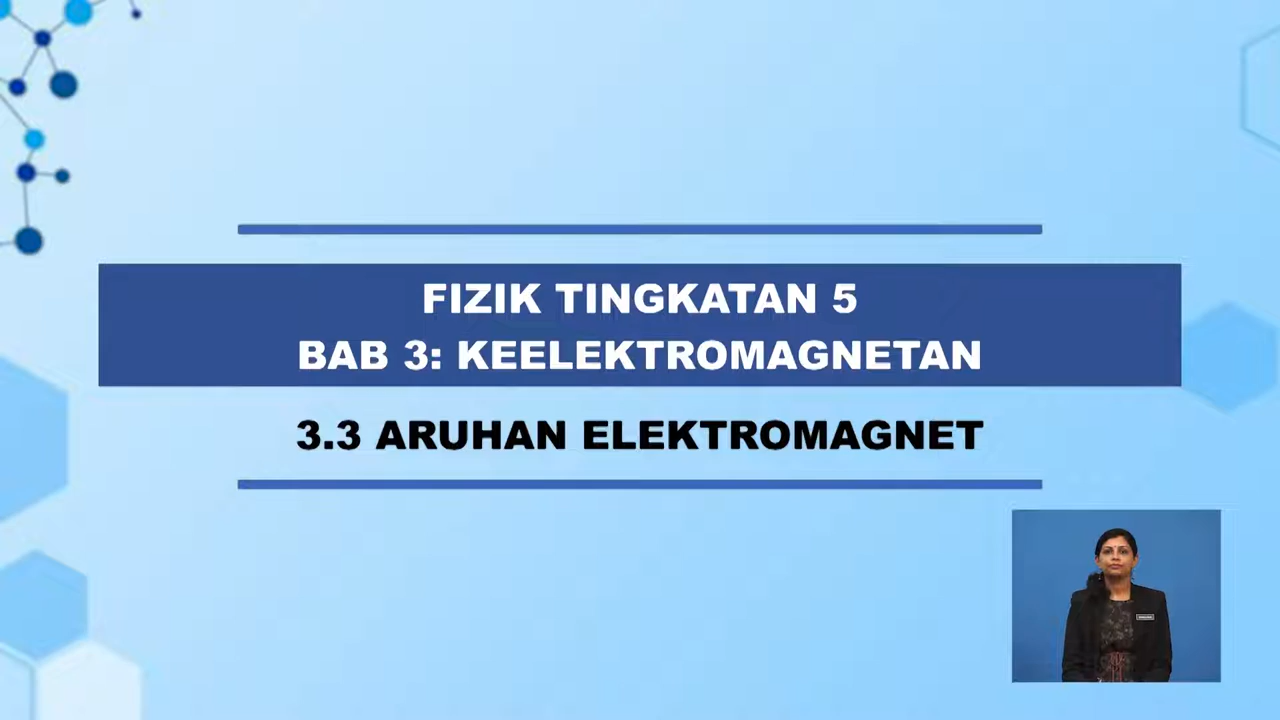 FIZIK TINGKATAN 5
BAB 3: KEELEKTROMAGNETAN
3.3 ARUHAN ELEKTROMAGNET